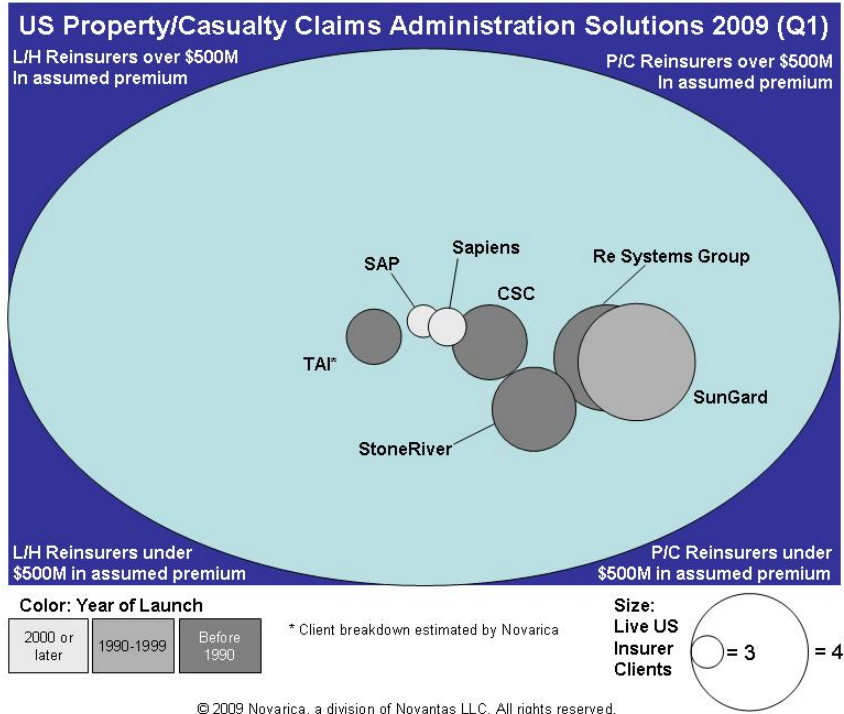 US Property/Casualty Claims Administration Solutions 2009 (Q1)
L/H Reinsurers over $500M
In assumed premium
P/C Reinsurers over $500M
In assumed premium
Sapiens
SAP
Re Systems Group
CSC
TAI*
SunGard
StoneRiver
L/H Reinsurers under
$500M in assumed premium
P/C Reinsurers under
$500M in assumed premium
Color: Year of Launch
2000 or
later
1990-1999
Before
1990
* Client breakdown estimated by Novarica
Size:
Live US
Insurer
Clients
= 3
= 4
© 2009 Novarica, a division of Novantas LLC. All rights reserved.